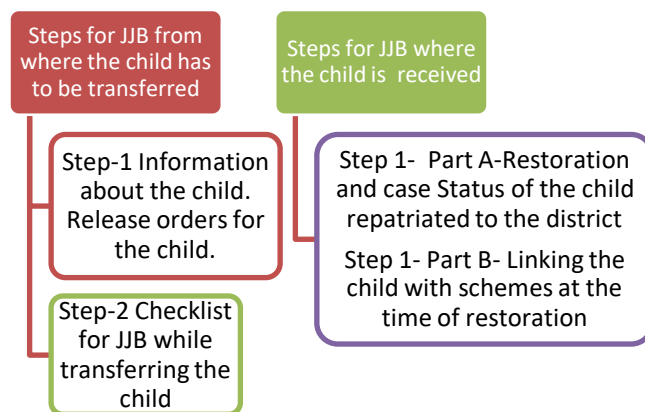 Steps for JJB from
where the child has
to be transferred
Step-1 Information
about the child.
Release orders for
the child.
Step-2 Checklist
for JJB while
transferring the
child
Steps for JJB where
the child is  received
Step 1-  Part A-Restoration
and case Status of the child
repatriated to the district
Step 1- Part B- Linking the
child with schemes at the
time of restoration